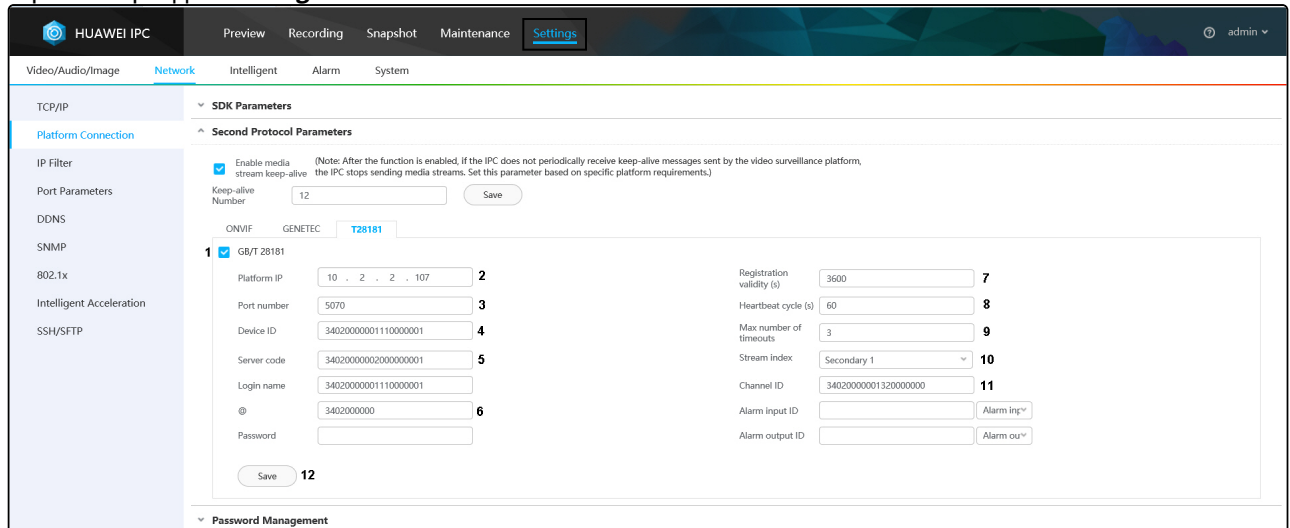 HUAWEI IPC
Preview Recording Snapshot Maintenance Settings
admin
Video/Audio/Image Network Intelligent Alarm System
TCP/IP
Platform Connection
IP Filter
Port Parameters
DDNS
SNMP
802.1x
Intelligent Acceleration
SSH/SFTP
SDK Parameters
Second Protocol Parameters
Enable media stream keep-alive
(Note: After the function is enabled, if the IPC does not periodically receive keep-alive messages sent by the video surveillance platform,
the IPC stops sending media streams. Set this parameter based on specific platform requirements.)
Keep-alive Number 12 Save
ONVIF GENETEC T28181
1 GB/T 28181
Platform IP 10 . 2 . 2 . 107 2
Port number 5070 3
Device ID 34020000001110000001 4
Server code 34020000002000000001 5
Login name 34020000001110000001
@ 3402000000 6
Password
Registration validity (s) 3600 7
Heartbeat cycle (s) 60 8
Max number of timeouts 3 9
Stream index Secondary 1 10
Channel ID 34020000001320000000 11
Alarm input ID Alarm inp
Alarm output ID Alarm ou
Save 12
Password Management